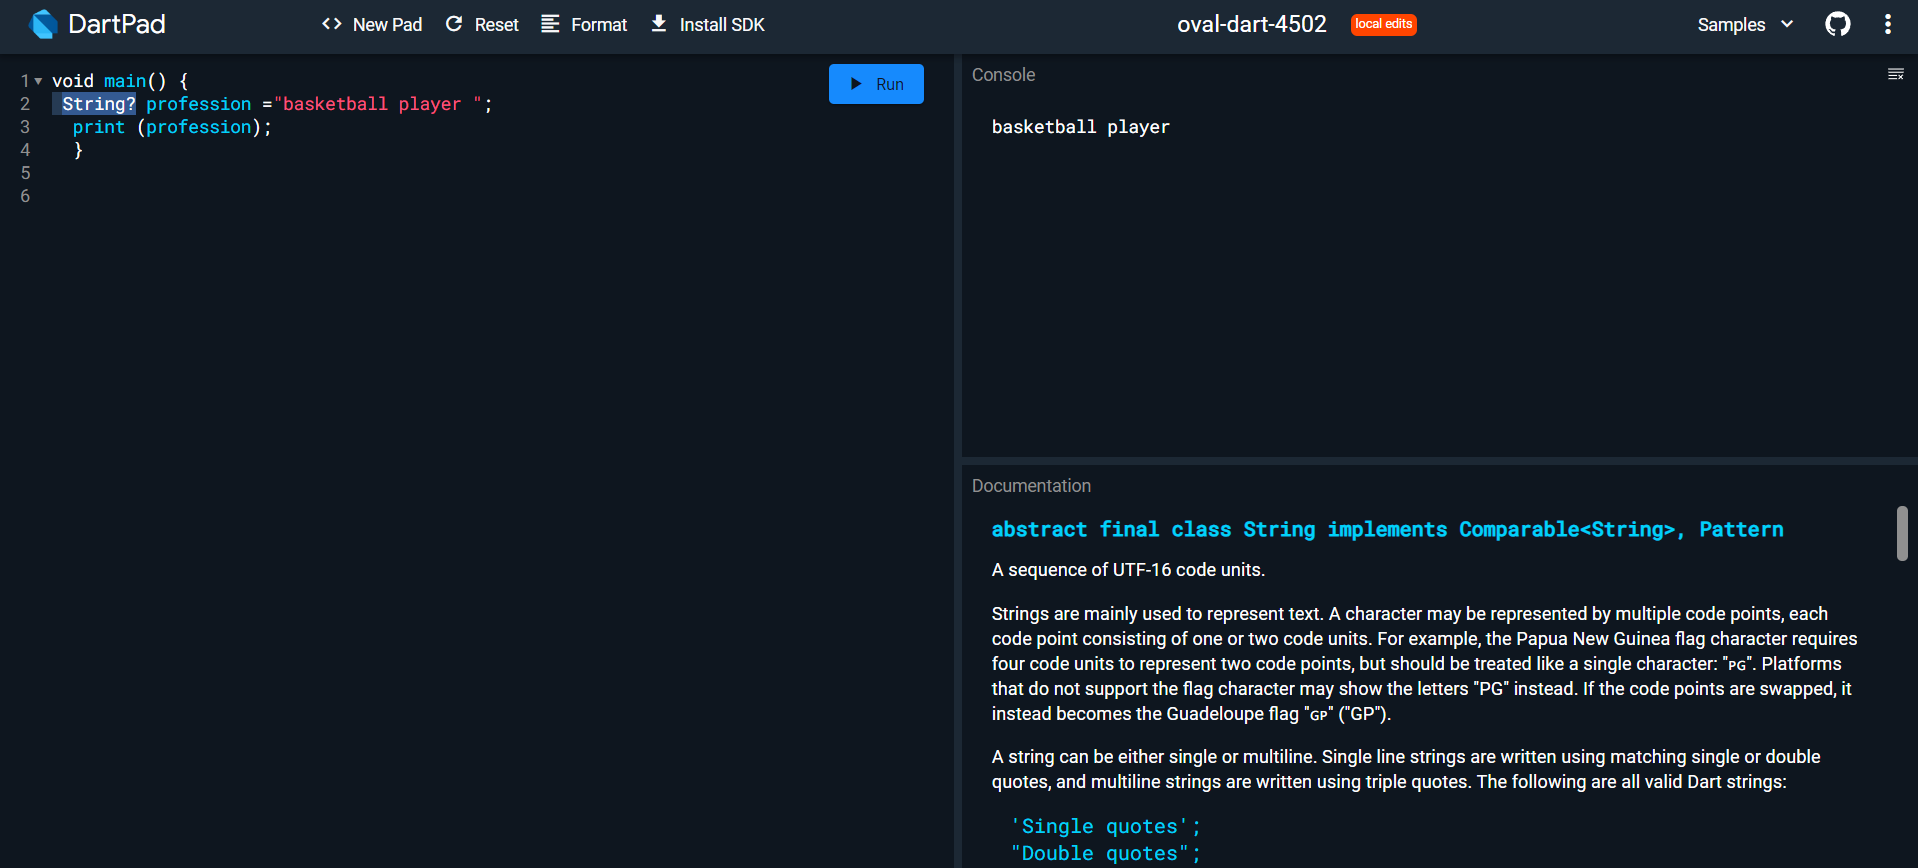 DartPad
<> New Pad
Reset
Format
Install SDK
oval-dart-4502
local edits
Samples
1 void main() {
2 String? profession ="basketball player ";
3 print (profession);
4 }
5
6
Run
Console
basketball player
Documentation
abstract final class String implements Comparable<String>, Pattern
A sequence of UTF-16 code units.
Strings are mainly used to represent text. A character may be represented by multiple code points, each
code point consisting of one or two code units. For example, the Papua New Guinea flag character requires
four code units to represent two code points, but should be treated like a single character: "PG". Platforms
that do not support the flag character may show the letters "PG" instead. If the code points are swapped, it
instead becomes the Guadeloupe flag "GP" ("GP").
A string can be either single or multiline. Single line strings are written using matching single or double
quotes, and multiline strings are written using triple quotes. The following are all valid Dart strings:
'Single quotes';
"Double quotes";